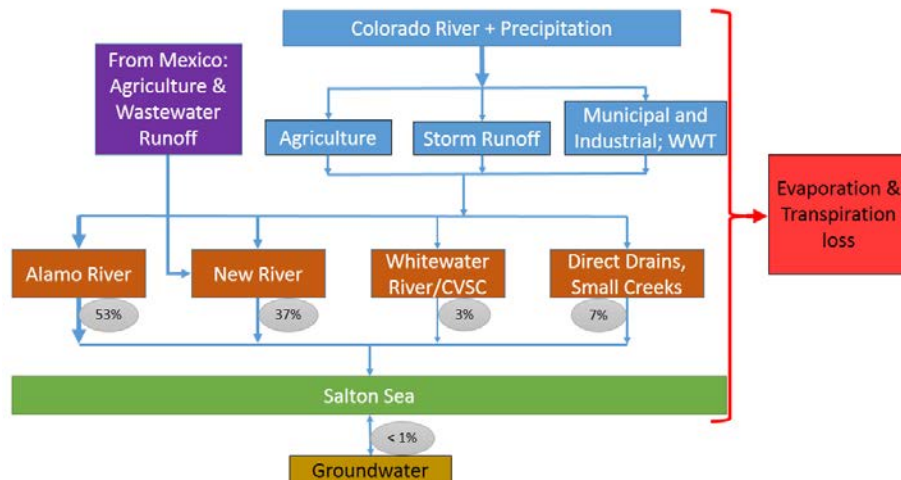 Colorado River + Precipitation
From Mexico:
Agriculture &
Wastewater
Runoff
Agriculture
Storm Runoff
Municipal and
Industrial; WWT
Evaporation &
Transpiration
loss
Alamo River
New River
Whitewater
River/CVSC
Direct Drains,
Small Creeks
53%
37%
3%
7%
Salton Sea
< 1%
Groundwater